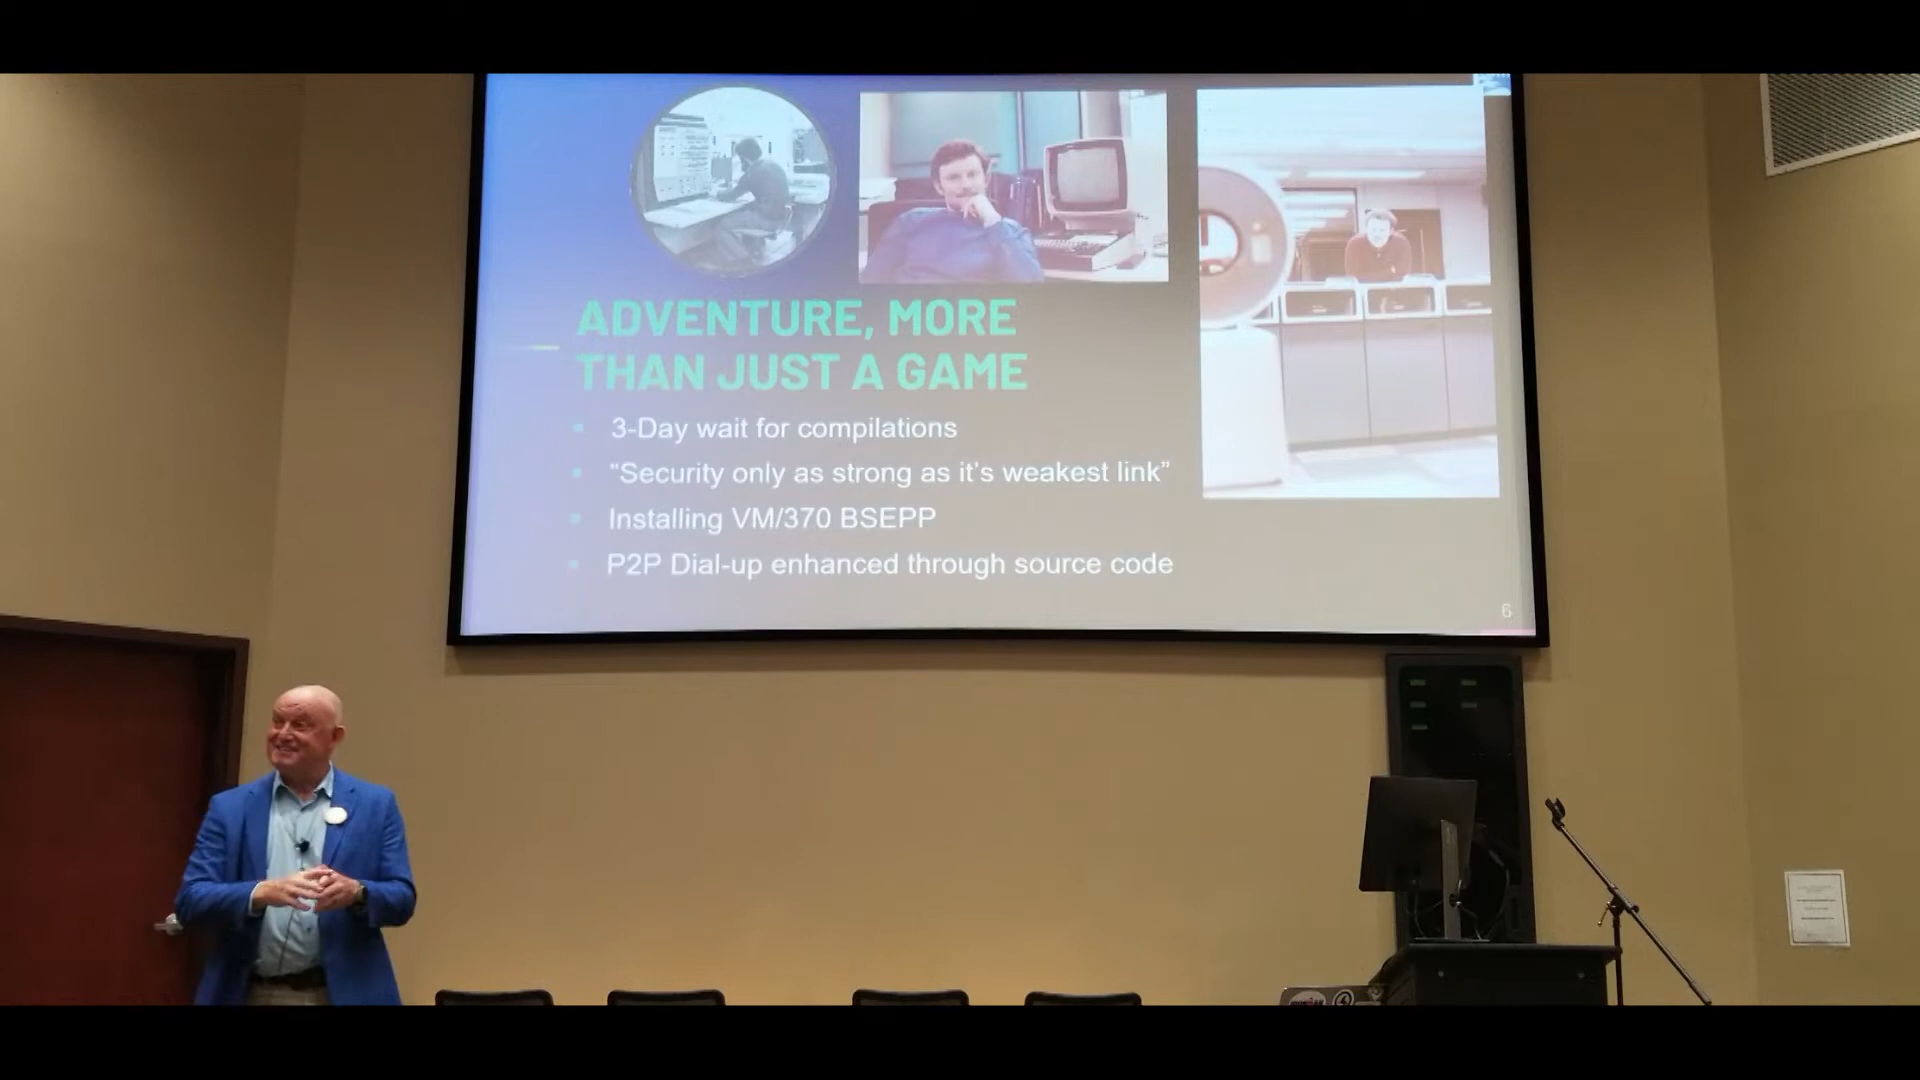 ADVENTURE, MORE
THAN JUST A GAME
3-Day wait for compilations
“Security only as strong as it’s weakest link”
Installing VM/370 BSEPP
P2P Dial-up enhanced through source code
6